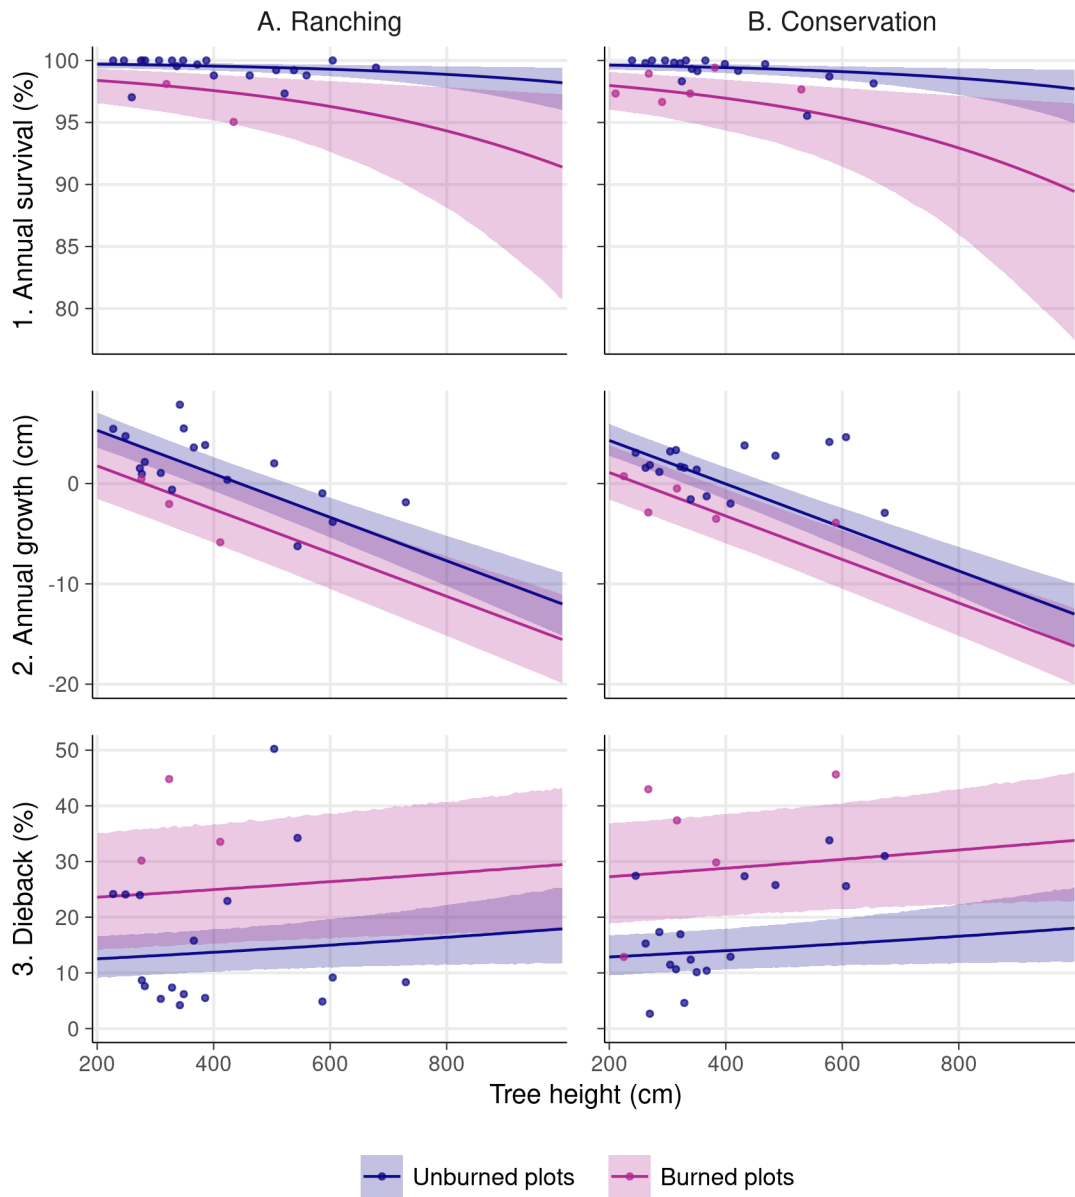 A. Ranching
B. Conservation
1. Annual survival (%)
100
95
90
85
80
2. Annual growth (cm)
0
-10
-20
3. Dieback (%)
50
40
30
20
10
0
200 400 600 800
200 400 600 800
Tree height (cm)
Unburned plots
Burned plots